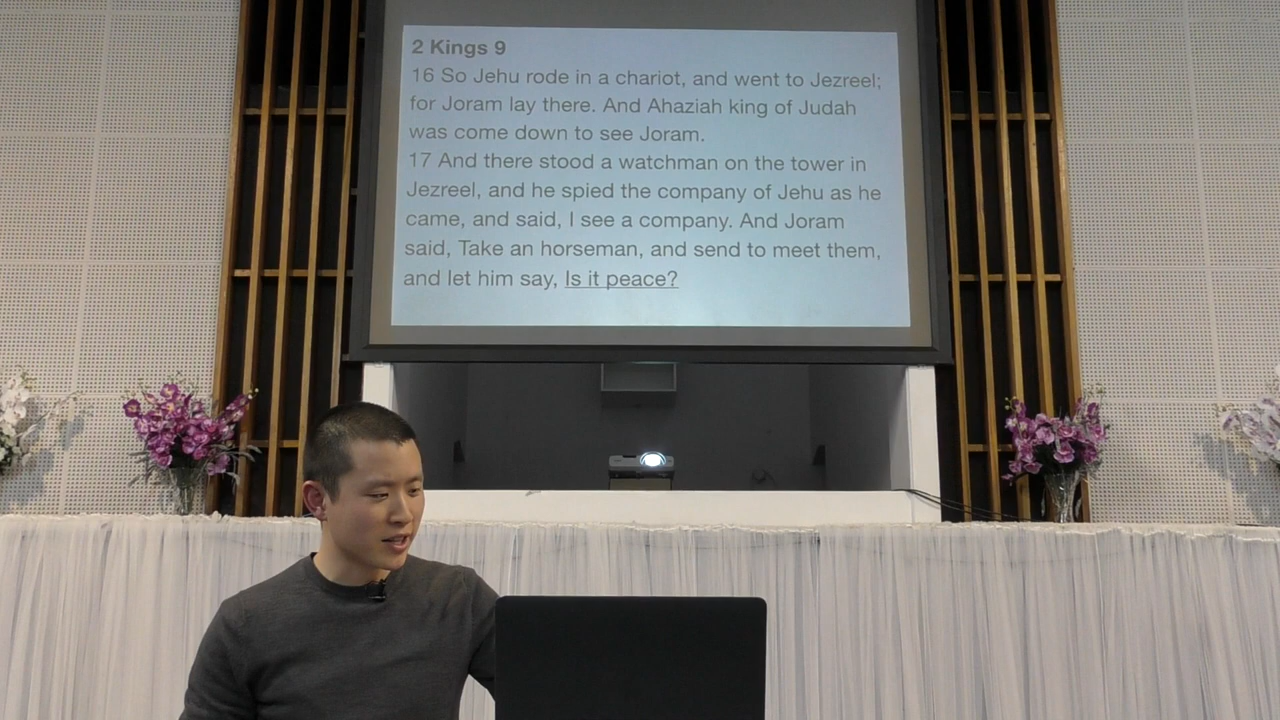 2 Kings 9
16 So Jehu rode in a chariot, and went to Jezreel;
for Joram lay there. And Ahaziah king of Judah
was come down to see Joram.
17 And there stood a watchman on the tower in
Jezreel, and he spied the company of Jehu as he
came, and said, I see a company. And Joram
said, Take an horseman, and send to meet them,
and let him say, Is it peace?